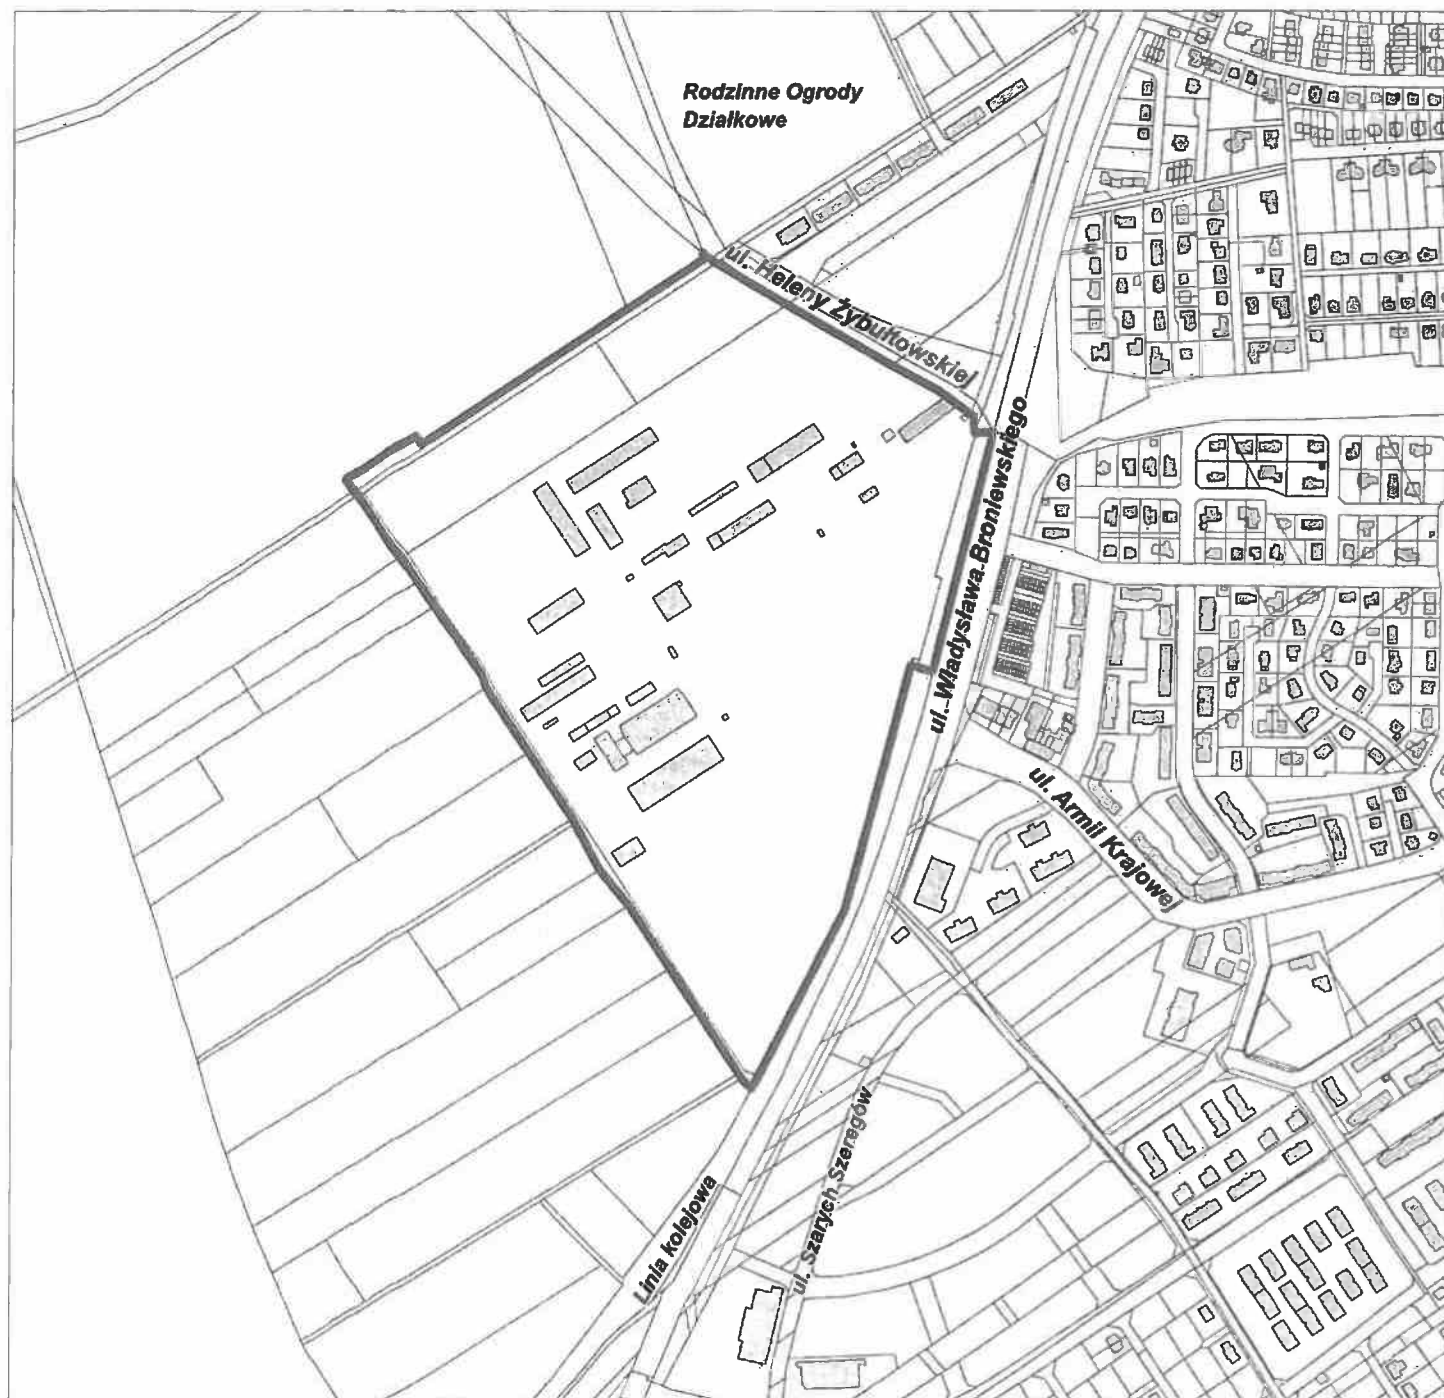 Rodzinne Ogrody
Działkowe
ul. Heleny Żybułtowskiej
ul. Władysława Broniewskiego
ul. Armii Krajowej
ul. Szarych Szeregów
Linia kolejowa